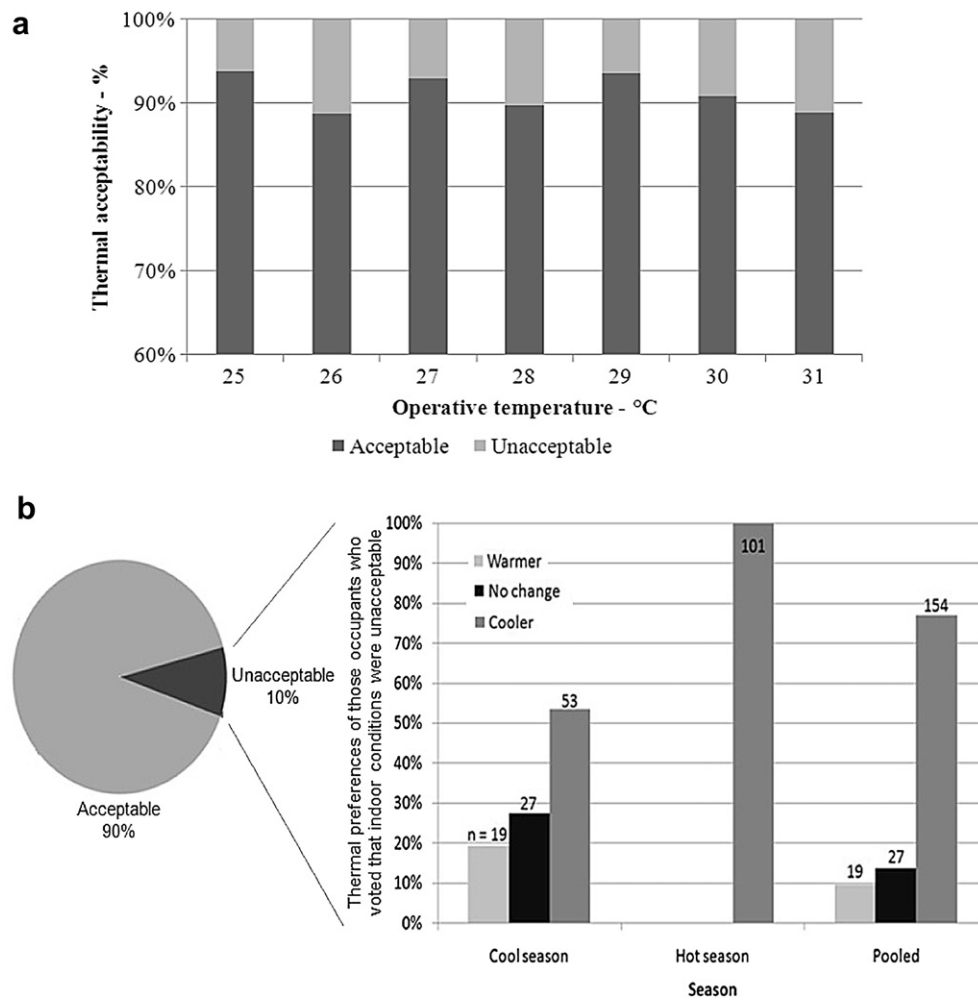 a
Thermal acceptability - %
100%
90%
80%
70%
60%
25 26 27 28 29 30 31
Operative temperature - °C
Acceptable Unacceptable
b
Unacceptable
10%
Acceptable
90%
Thermal preferences of those occupants who
voted that indoor conditions were unacceptable
100%
90%
80%
70%
60%
50%
40%
30%
20%
10%
0%
Warmer
No change
Cooler
n = 19
27
53
101
19
27
154
Cool season Hot season Pooled
Season